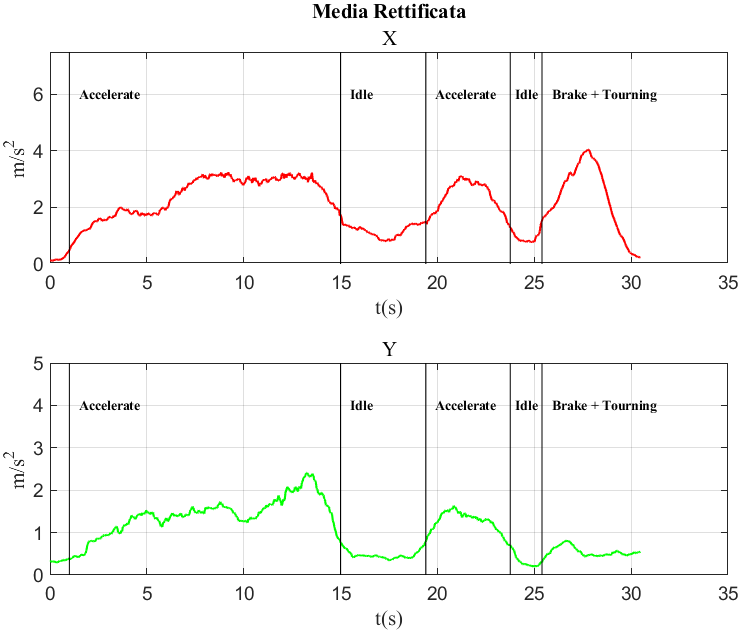 Media Rettificata
X
m/s²
6
4
2
0
Accelerate Idle Accelerate Idle Brake + Tourning
0 5 10 15 20 25 30 35
t(s)
Y
m/s²
5
4
3
2
1
0
Accelerate Idle Accelerate Idle Brake + Tourning
0 5 10 15 20 25 30 35
t(s)